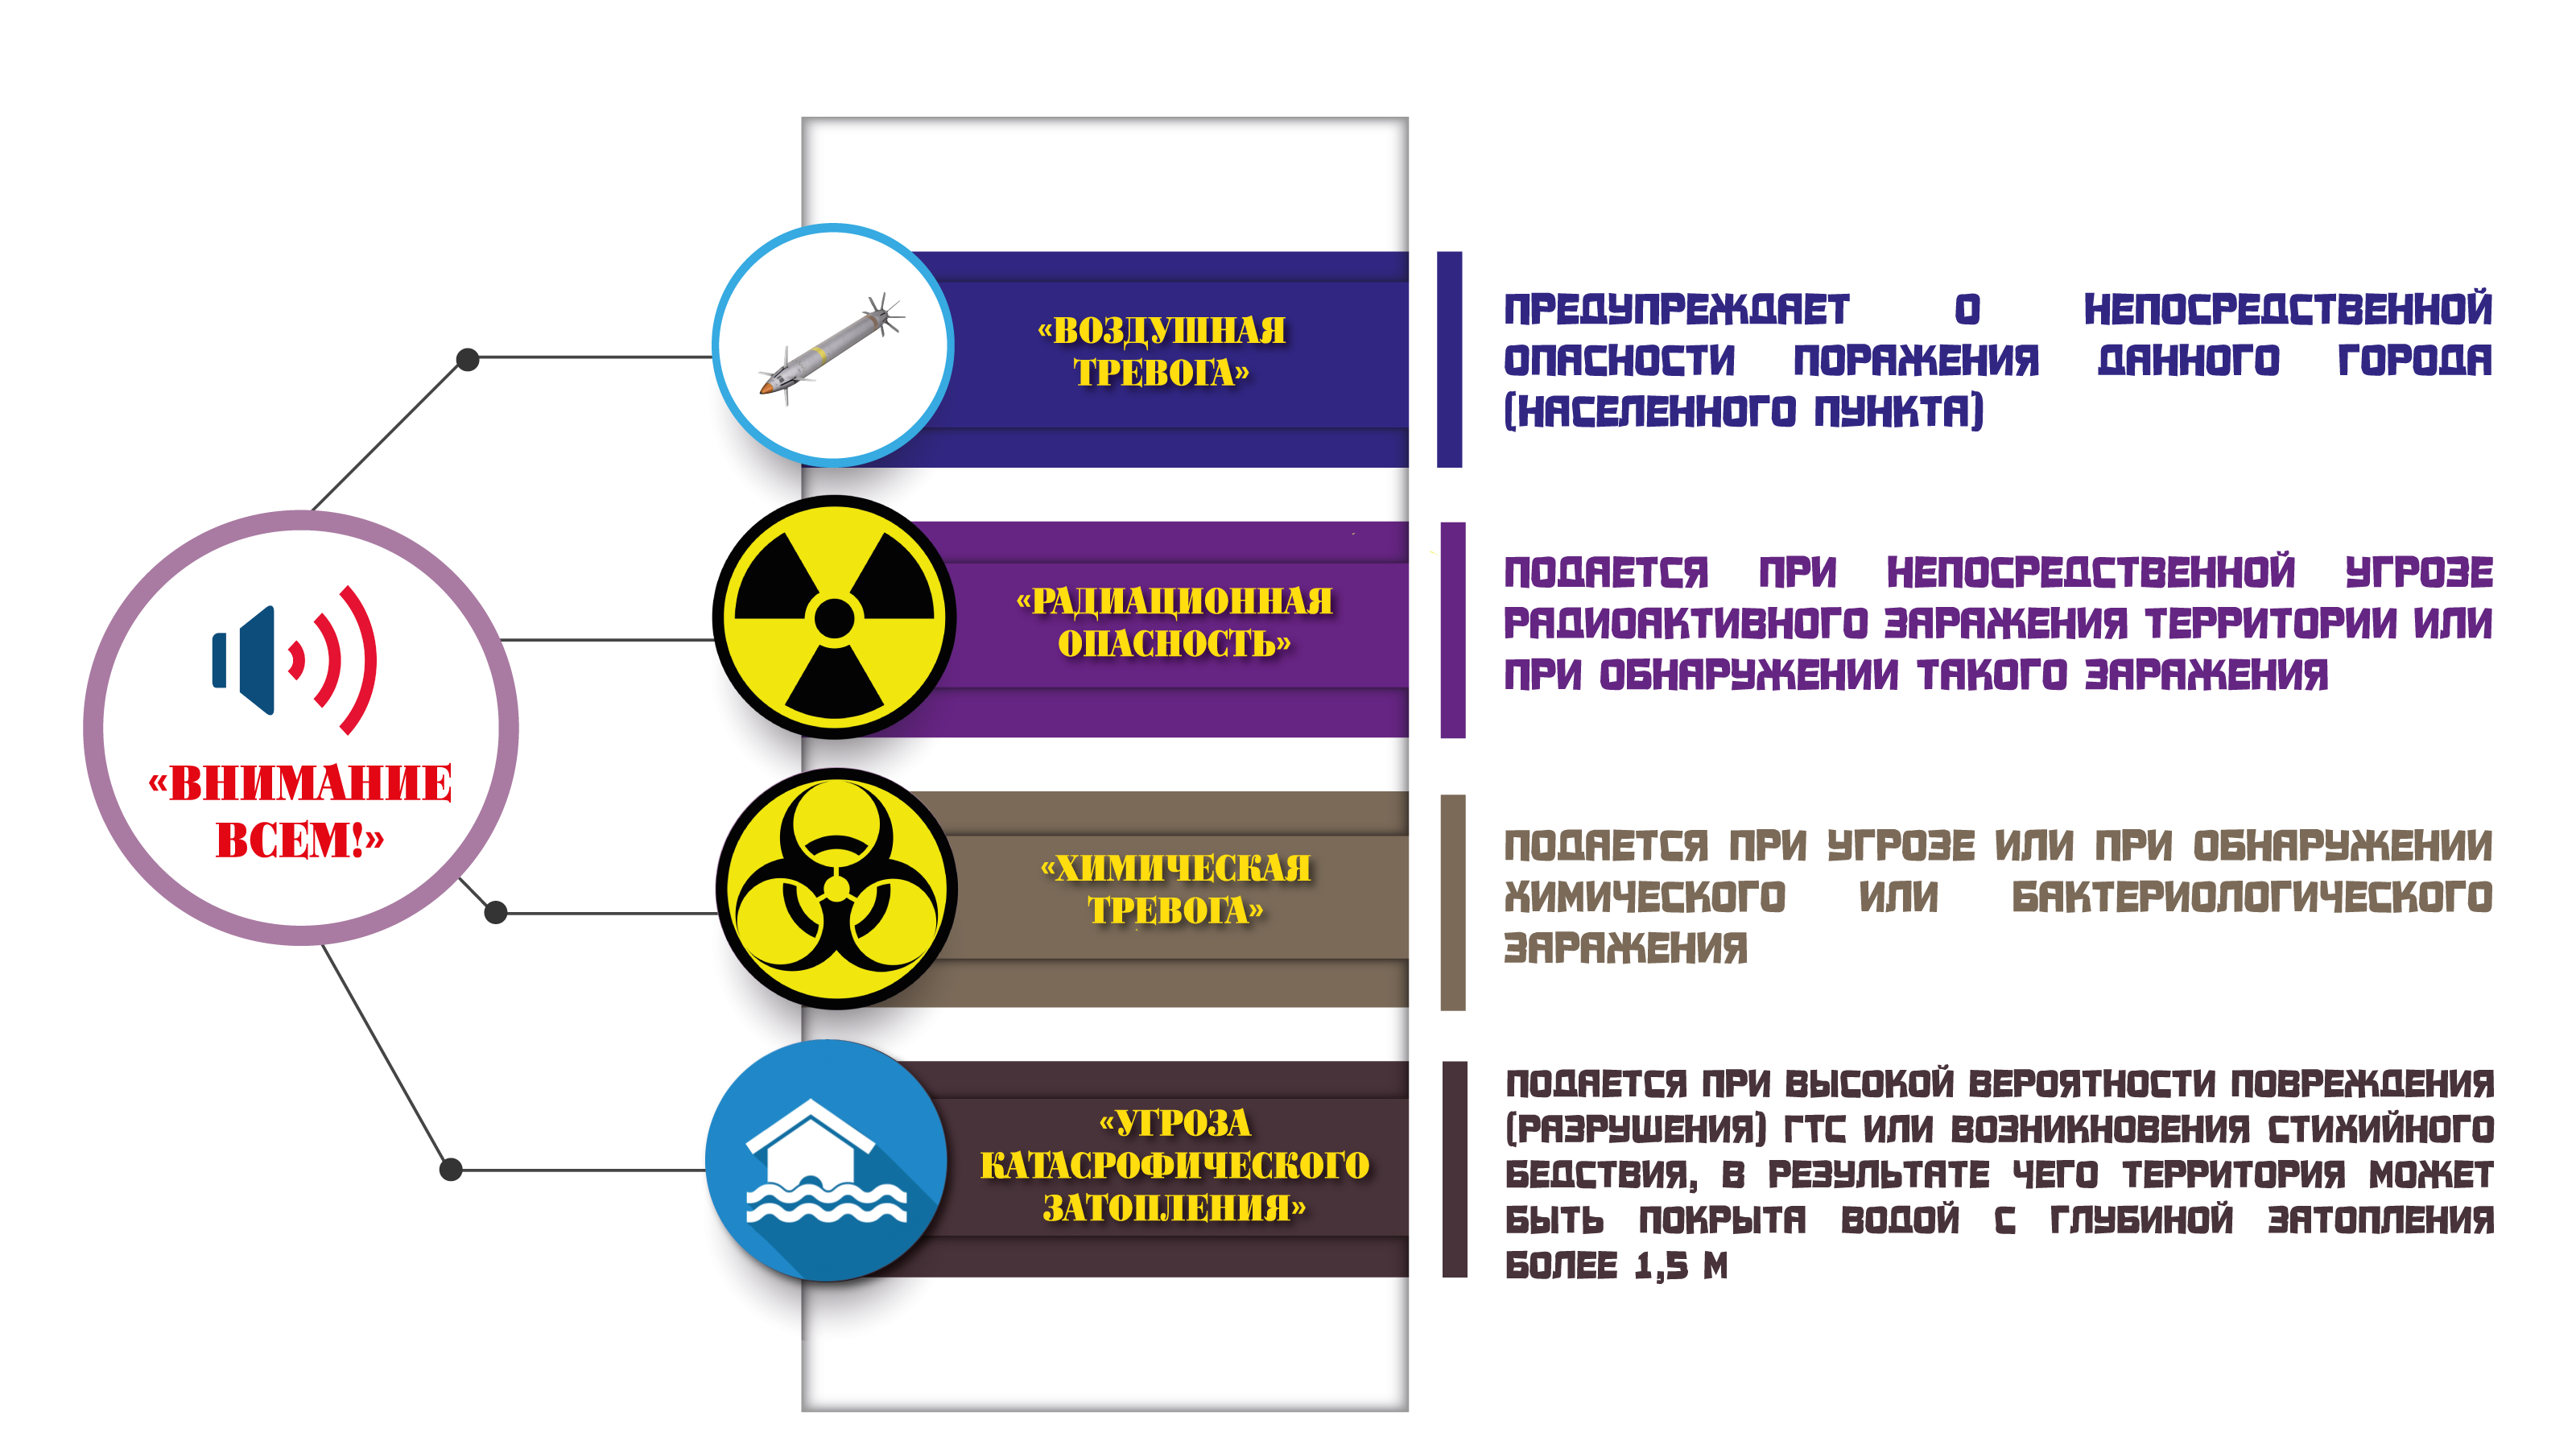 «ВНИМАНИЕ
ВСЕМ!»
«ВОЗДУШНАЯ
ТРЕВОГА»
ПРЕДУПРЕЖДАЕТ О НЕПОСРЕДСТВЕННОЙ
ОПАСНОСТИ ПОРАЖЕНИЯ ДАННОГО ГОРОДА
(НАСЕЛЕННОГО ПУНКТА)
«РАДИАЦИОННАЯ
ОПАСНОСТЬ»
ПОДАЕТСЯ ПРИ НЕПОСРЕДСТВЕННОЙ УГРОЗЕ
РАДИОАКТИВНОГО ЗАРАЖЕНИЯ ТЕРРИТОРИИ ИЛИ
ПРИ ОБНАРУЖЕНИИ ТАКОГО ЗАРАЖЕНИЯ
«ХИМИЧЕСКАЯ
ТРЕВОГА»
ПОДАЕТСЯ ПРИ УГРОЗЕ ИЛИ ПРИ ОБНАРУЖЕНИИ
ХИМИЧЕСКОГО ИЛИ БАКТЕРИОЛОГИЧЕСКОГО
ЗАРАЖЕНИЯ
«УГРОЗА
КАТАСРОФИЧЕСКОГО
ЗАТОПЛЕНИЯ»
ПОДАЕТСЯ ПРИ ВЫСОКОЙ ВЕРОЯТНОСТИ ПОВРЕЖДЕНИЯ
(РАЗРУШЕНИЯ) ГТС ИЛИ ВОЗНИКНОВЕНИЯ СТИХИЙНОГО
БЕДСТВИЯ, В РЕЗУЛЬТАТЕ ЧЕГО ТЕРРИТОРИЯ МОЖЕТ
БЫТЬ ПОКРЫТА ВОДОЙ С ГЛУБИНОЙ ЗАТОПЛЕНИЯ
БОЛЕЕ 1,5 М